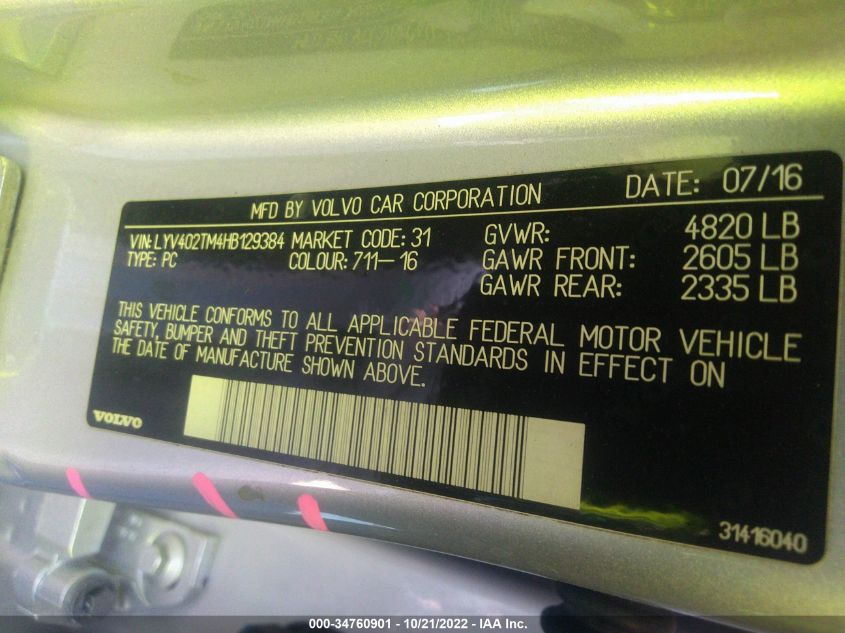 MFD BY VOLVO CAR CORPORATION DATE: 07/16
VIN: LYV402TM4HB129384 MARKET CODE: 31 GVWR: 4820 LB
TYPE: PC COLOUR: 711-16 GAWR FRONT: 2605 LB
GAWR REAR: 2335 LB
THIS VEHICLE CONFORMS TO ALL APPLICABLE FEDERAL MOTOR VEHICLE
SAFETY, BUMPER AND THEFT PREVENTION STANDARDS IN EFFECT ON
THE DATE OF MANUFACTURE SHOWN ABOVE.
VOLVO
31416040
000-34760901 - 10/21/2022 - IAA Inc.